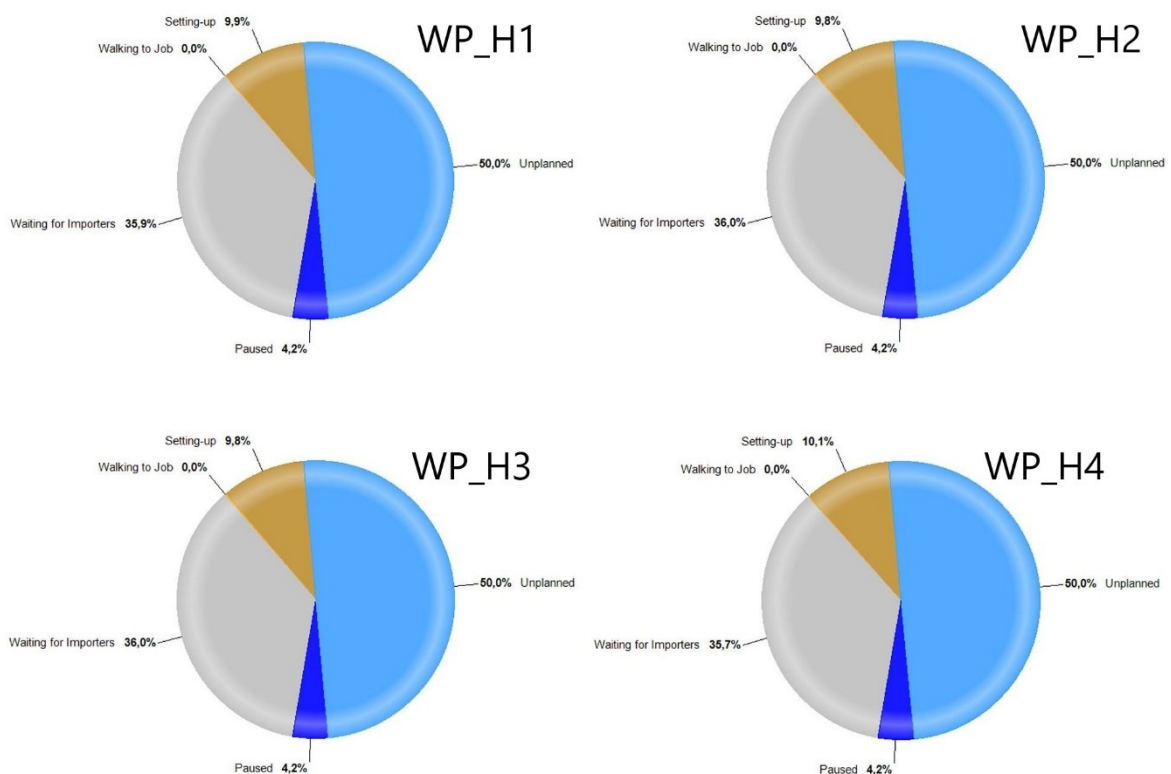 Setting-up 9,9%
WP_H1
Walking to Job 0,0%
50,0% Unplanned
Waiting for Importers 35,9%
Paused 4,2%
Setting-up 9,8%
WP_H2
Walking to Job 0,0%
50,0% Unplanned
Waiting for Importers 36,0%
Paused 4,2%
Setting-up 9,8%
WP_H3
Walking to Job 0,0%
50,0% Unplanned
Waiting for Importers 36,0%
Paused 4,2%
Setting-up 10,1%
WP_H4
Walking to Job 0,0%
50,0% Unplanned
Waiting for Importers 35,7%
Paused 4,2%